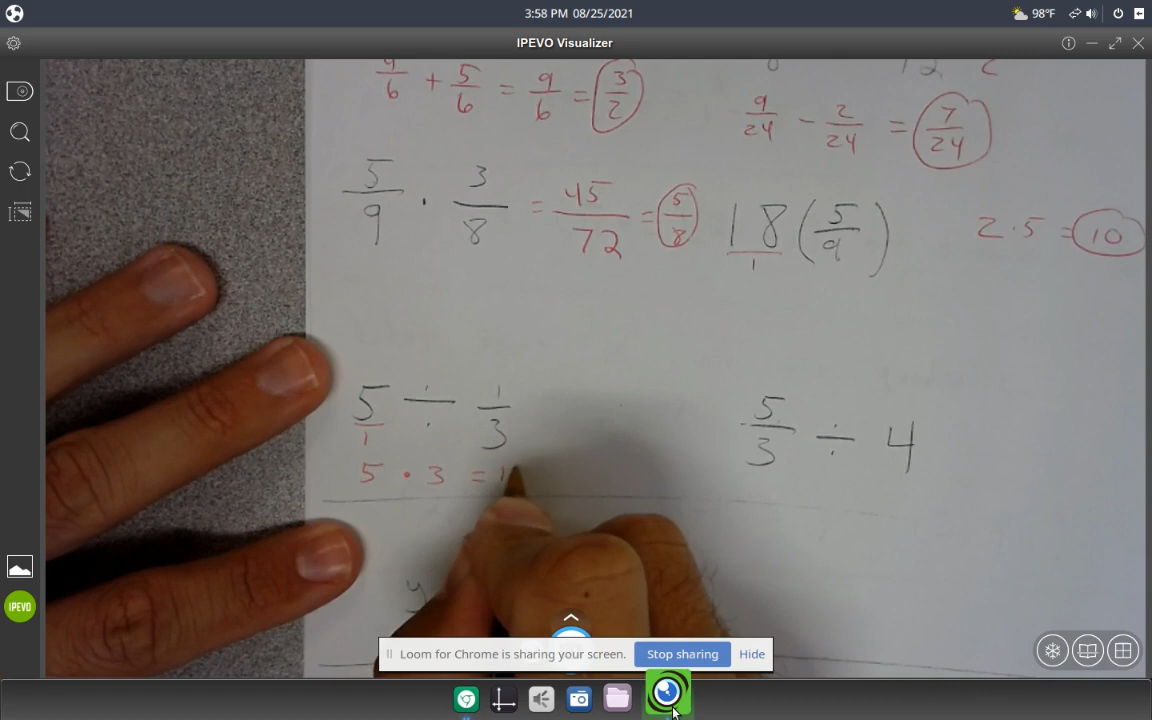 3:58 PM 08/25/2021
98°F
IPEVO Visualizer
9/6 + 5/6 = 9/6 = 3/2
9/24 - 2/24 = 7/24
5/9 · 3/8 = 45/72 = 5/8
18/1 (5/9)
2·5 = 10
5/1 ÷ 1/3
5 · 3 = 1
5/3 ÷ 4
y
IPEVO
Loom for Chrome is sharing your screen.
Stop sharing
Hide